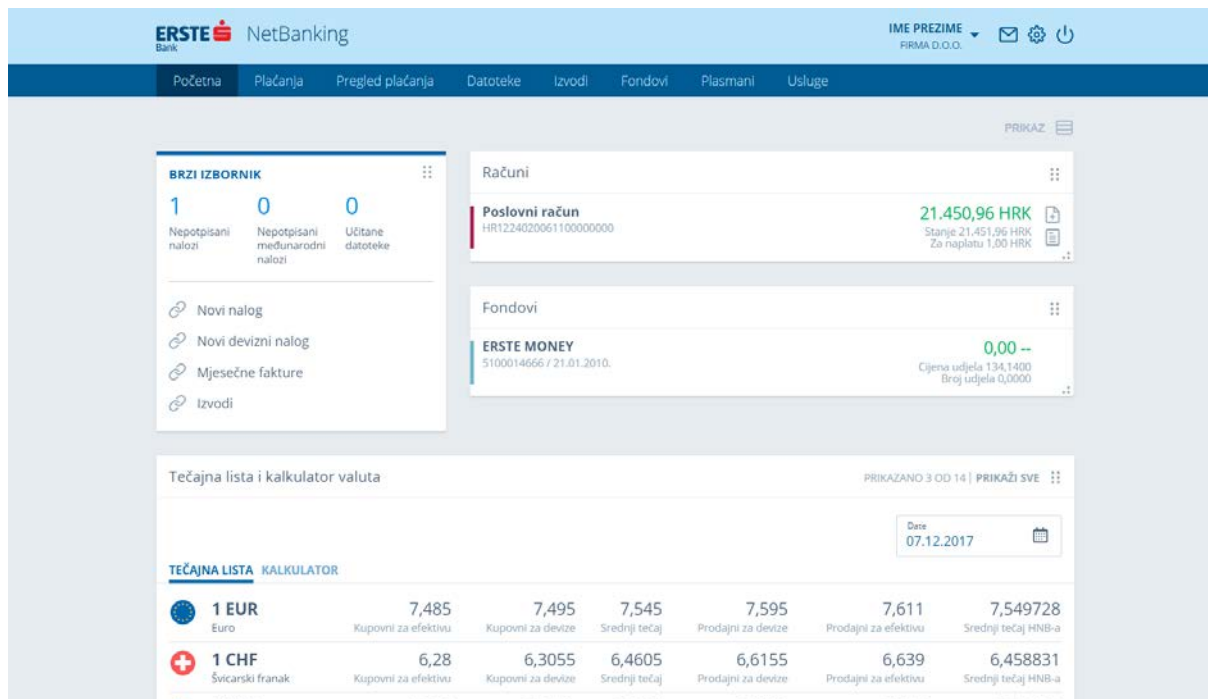 ERSTE NetBanking
Bank
IME PREZIME
FIRMA D.O.O.
Početna Plaćanja Pregled plaćanja Datoteke Izvodi Fondovi Plasmani Usluge
PRIKAZ
BRZI IZBORNIK
1 0 0
Nepotpisani nalozi
Nepotpisani međunarodni nalozi
Učitane datoteke
Novi nalog
Novi devizni nalog
Mjesečne fakture
Izvodi
Računi
Poslovni račun 21.450,96 HRK
HR1224020061100000000 Stanje 21.451,96 HRK
Za naplatu 1,00 HRK
Fondovi
ERSTE MONEY 0,00 --
5100014666 / 21.01.2010. Cijena udjela 134,1400
Broj udjela 0,0000
Tečajna lista i kalkulator valuta PRIKAZANO 3 OD 14 | PRIKAŽI SVE
Date
07.12.2017
TEČAJNA LISTA KALKULATOR
1 EUR 7,485 7,495 7,545 7,595 7,611 7,549728
Euro Kupovni za efektivu Kupovni za devize Srednji tečaj Prodajni za devize Prodajni za efektivu Srednji tečaj HNB-a
1 CHF 6,28 6,3055 6,4605 6,6155 6,639 6,458831
Švicarski franak Kupovni za efektivu Kupovni za devize Srednji tečaj Prodajni za devize Prodajni za efektivu Srednji tečaj HNB-a